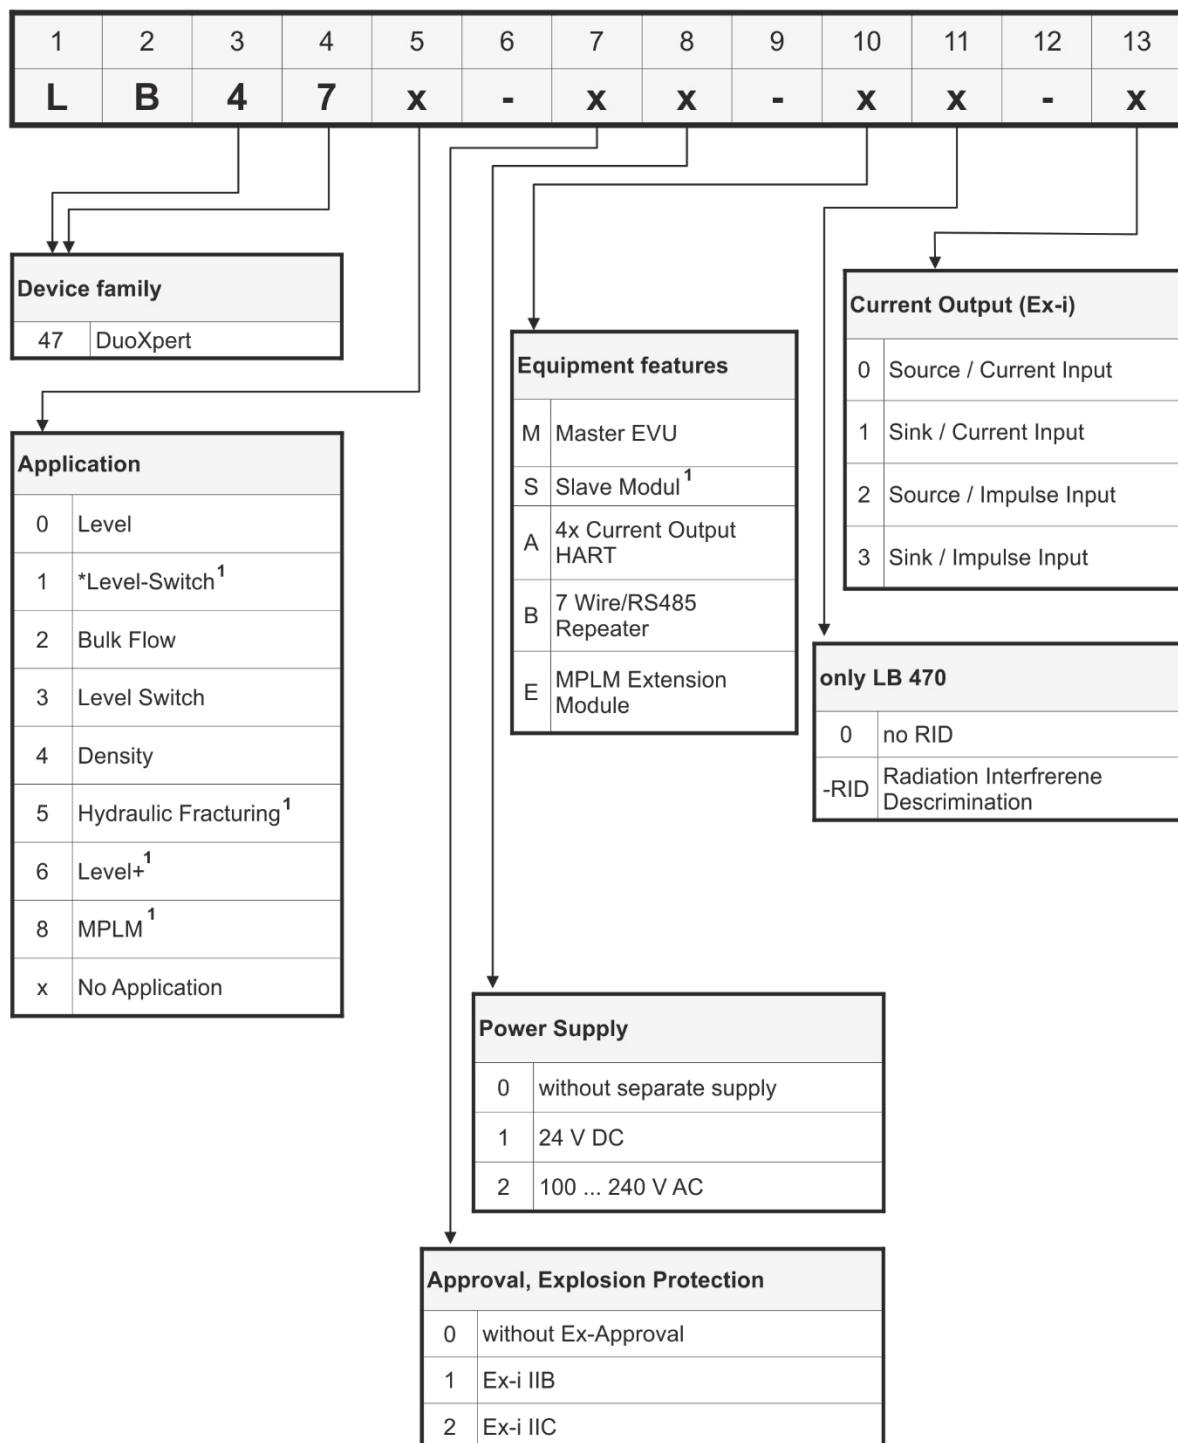 1 2 3 4 5 6 7 8 9 10 11 12 13
L B 4 7 x - x x - x x - x
Device family
47 DuoXpert
Application
0 Level
1 *Level-Switch¹
2 Bulk Flow
3 Level Switch
4 Density
5 Hydraulic Fracturing¹
6 Level+¹
8 MPLM¹
x No Application
Equipment features
M Master EVU
S Slave Modul¹
A 4x Current Output
HART
B 7 Wire/RS485
Repeater
E MPLM Extension
Module
Current Output (Ex-i)
0 Source / Current Input
1 Sink / Current Input
2 Source / Impulse Input
3 Sink / Impulse Input
only LB 470
0 no RID
-RID Radiation Interfrerene
Descrimination
Power Supply
0 without separate supply
1 24 V DC
2 100 ... 240 V AC
Approval, Explosion Protection
0 without Ex-Approval
1 Ex-i IIB
2 Ex-i IIC